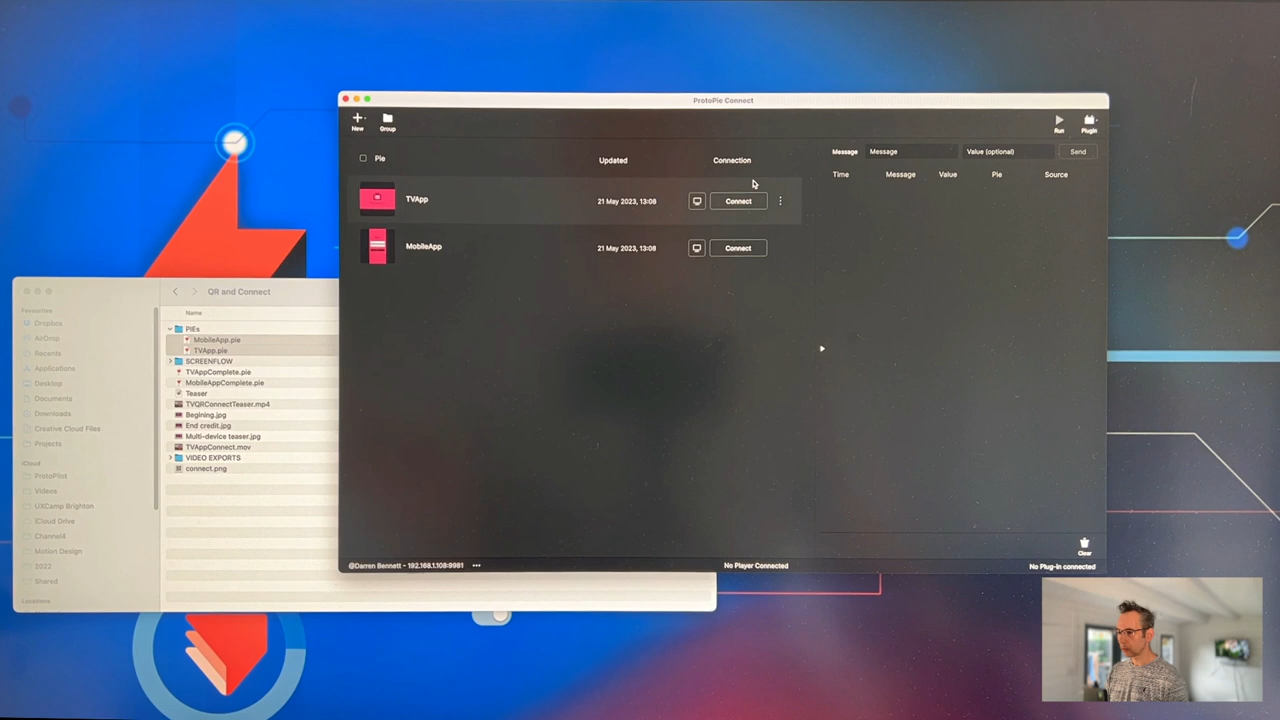 ProtoPie Connect
New
Group
Run
Plugin
Pie
Updated
Connection
Message
Message
Value (optional)
Send
Time
Message
Value
Pie
Source
TVApp
21 May 2023, 13:08
Connect
MobileApp
21 May 2023, 13:08
Connect
Clear
@Darren Bennett - 192.168.1.108:9981
No Player Connected
No Plug-in connected
QR and Connect
Name
Favourites
Dropbox
AirDrop
Recents
Applications
Desktop
Documents
Downloads
Creative Cloud Files
Projects
iCloud
ProtoPilot
Videos
UXCamp Brighton
iCloud Drive
Channel4
Motion Design
2022
Shared
Locations
PIEs
MobileApp.pie
TVApp.pie
SCREENFLOW
TVAppComplete.pie
MobileAppComplete.pie
Teaser
TVQRConnectTeaser.mp4
Begining.jpg
End credit.jpg
Multi-device teaser.jpg
TVAppConnect.mov
VIDEO EXPORTS
connect.png